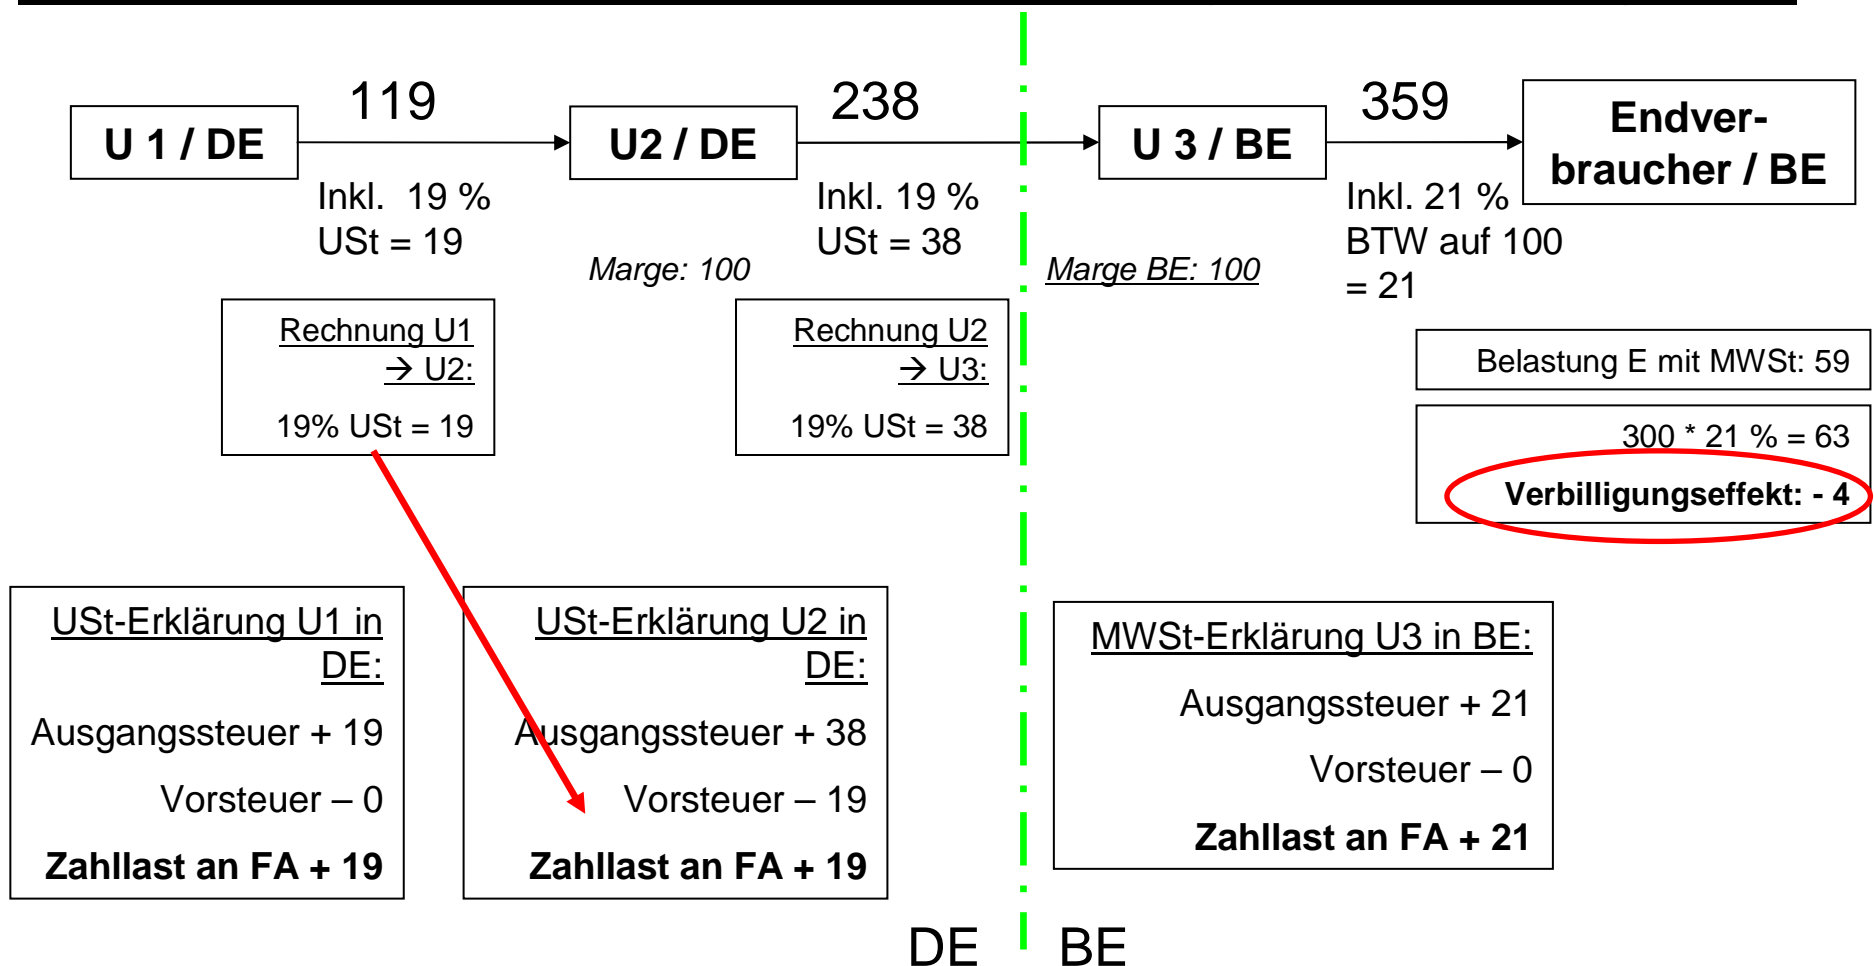 119
238
359
U 1 / DE
U2 / DE
U 3 / BE
Endver-
braucher / BE
Inkl. 19 %
USt = 19
Marge: 100
Inkl. 19 %
USt = 38
Marge BE: 100
Inkl. 21 %
BTW auf 100
= 21
Rechnung U1
→ U2:
19% USt = 19
Rechnung U2
→ U3:
19% USt = 38
Belastung E mit MWSt: 59
300 * 21 % = 63
Verbilligungseffekt: - 4
USt-Erklärung U1 in
DE:
Ausgangssteuer + 19
Vorsteuer – 0
Zahllast an FA + 19
USt-Erklärung U2 in
DE:
Ausgangssteuer + 38
Vorsteuer – 19
Zahllast an FA + 19
MWSt-Erklärung U3 in BE:
Ausgangssteuer + 21
Vorsteuer – 0
Zahllast an FA + 21
DE
BE